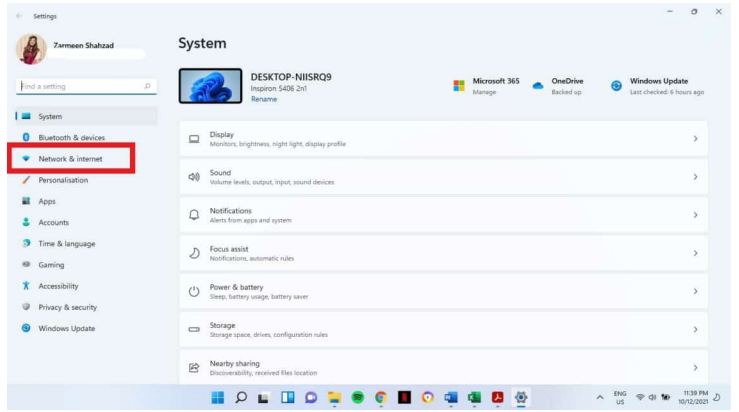 Settings
Zarmeen Shahzad
Find a setting
System
Bluetooth & devices
Network & internet
Personalisation
Apps
Accounts
Time & language
Gaming
Accessibility
Privacy & security
Windows Update
System
DESKTOP-NIISRQ9
Inspiron 5406 2n1
Rename
Microsoft 365
Manage
OneDrive
Backed up
Windows Update
Last checked: 6 hours ago
Display
Monitors, brightness, night light, display profile
Sound
Volume levels, output, input, sound devices
Notifications
Alerts from apps and system
Focus assist
Notifications, automatic rules
Power & battery
Sleep, battery usage, battery saver
Storage
Storage space, drives, configuration rules
Nearby sharing
Discoverability, received files location
ENG
US
11:39 PM
10/12/2021